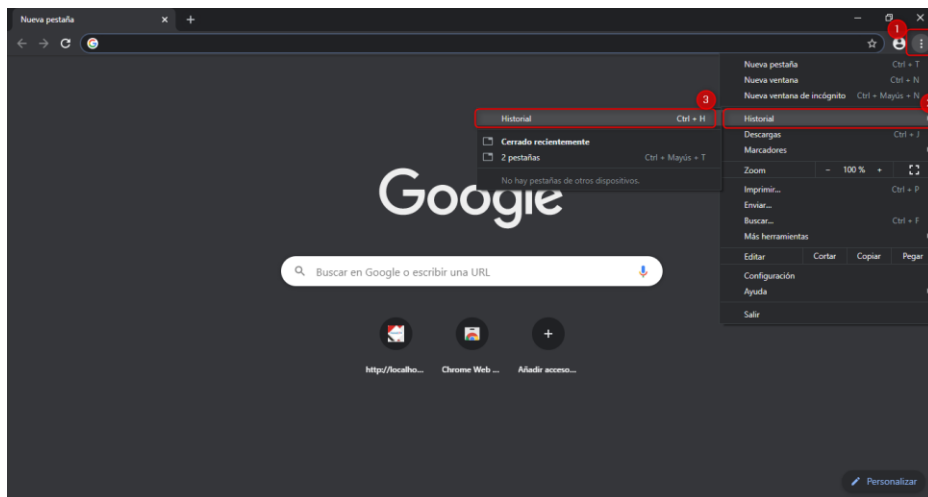 Nueva pestaña
1
Nueva pestaña Ctrl + T
Nueva ventana Ctrl + N
Nueva ventana de incógnito Ctrl + Mayús + N
3
Historial Ctrl + H
Historial
Cerrado recientemente
2 pestañas Ctrl + Mayús + T
No hay pestañas de otros dispositivos.
Descargas Ctrl + J
Marcadores
Zoom - 100 % +
Imprimir... Ctrl + P
Enviar...
Buscar... Ctrl + F
Más herramientas
Editar Cortar Copiar Pegar
Configuración
Ayuda
Salir
Google
Buscar en Google o escribir una URL
http://localho... Chrome Web ... Añadir acceso...
Personalizar